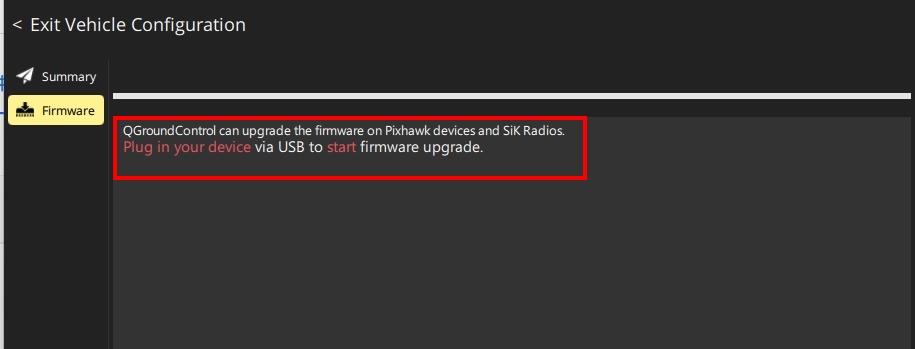 < Exit Vehicle Configuration
Summary
Firmware
QGroundControl can upgrade the firmware on Pixhawk devices and SiK Radios.
Plug in your device via USB to start firmware upgrade.